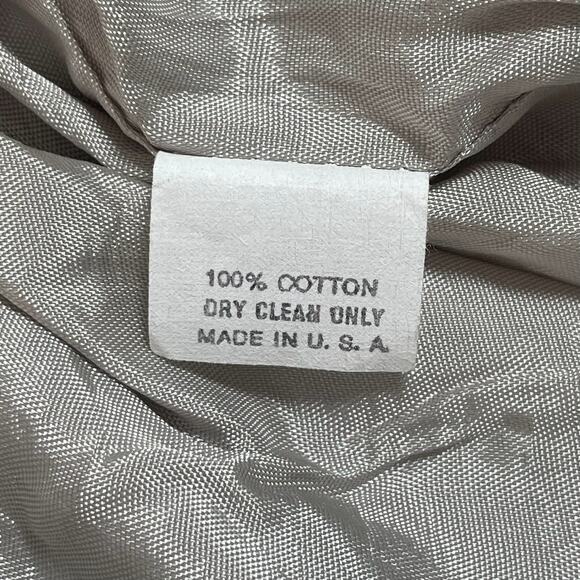 100% COTTON
DRY CLEAN ONLY
MADE IN U. S. A.